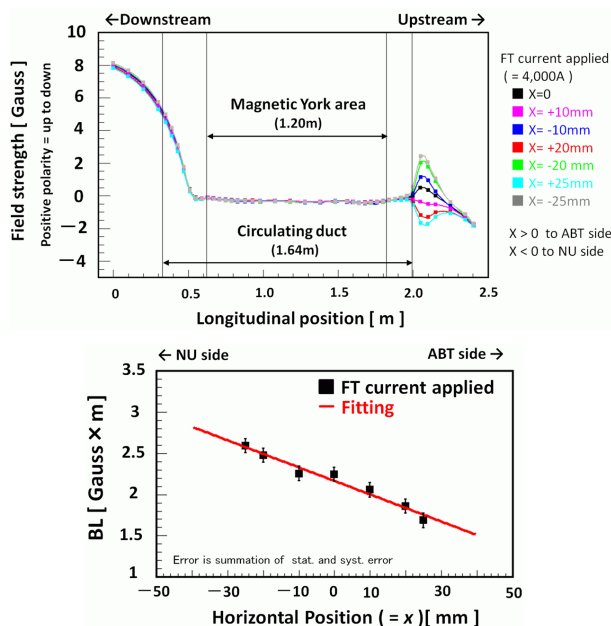 ←Downstream Upstream→
10
8
6
4
2
0
−2
−4
Field strength [ Gauss]
Positive polarity = up to down
Magnetic York area
(1.20m)
Circulating duct
(1.64m)
0.0 0.5 1.0 1.5 2.0 2.5
Longitudinal position[ m]
FT current applied
( = 4,000A )
X=0
X= +10mm
X= -10mm
X= +20mm
X= -20 mm
X= +25mm
X= -25mm
X > 0 to ABT side
X < 0 to NU side
← NU side ABT side →
3.5
3
2.5
2
1.5
1
BL [ Gauss × m]
FT current applied
Fitting
Error is summation of stat. and syst. error
−50 −30 −10 0 10 30 50
Horizontal Position ( = x )[ mm]